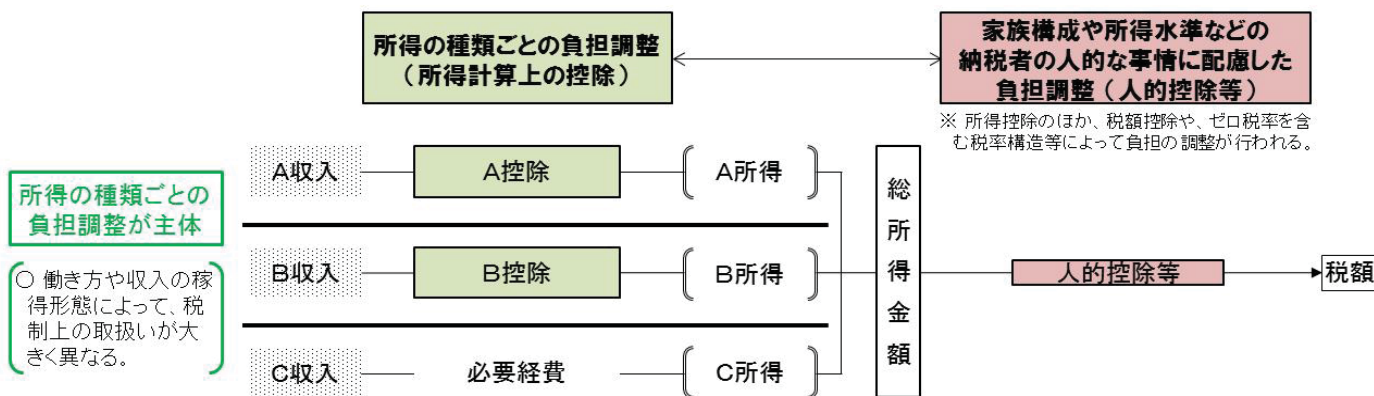 所得の種類ごとの負担調整
（所得計算上の控除）
家族構成や所得水準などの
納税者の人的な事情に配慮した
負担調整（人的控除等）
※ 所得控除のほか、税額控除や、ゼロ税率を含
む税率構造等によって負担の調整が行われる。
所得の種類ごとの
負担調整が主体
○ 働き方や収入の稼
得形態によって、税
制上の取扱いが大
きく異なる。
A収入
A控除
A所得
B収入
B控除
B所得
C収入
必要経費
C所得
総所得金額
人的控除等
税額